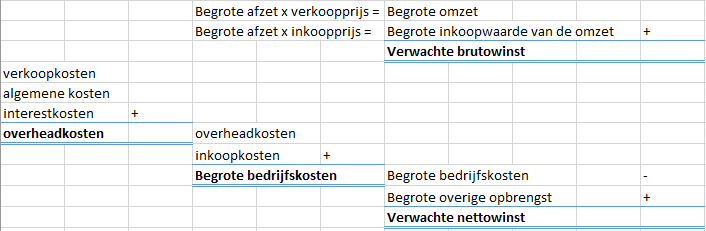 Begrote afzet x verkoopprijs = Begrote omzet
Begrote afzet x inkoopprijs = Begrote inkoopwaarde van de omzet +
Verwachte brutowinst
verkoopkosten
algemene kosten
interestkosten +
overheadkosten overheadkosten
inkoopkosten +
Begrote bedrijfskosten Begrote bedrijfskosten -
Begrote overige opbrengst +
Verwachte nettowinst